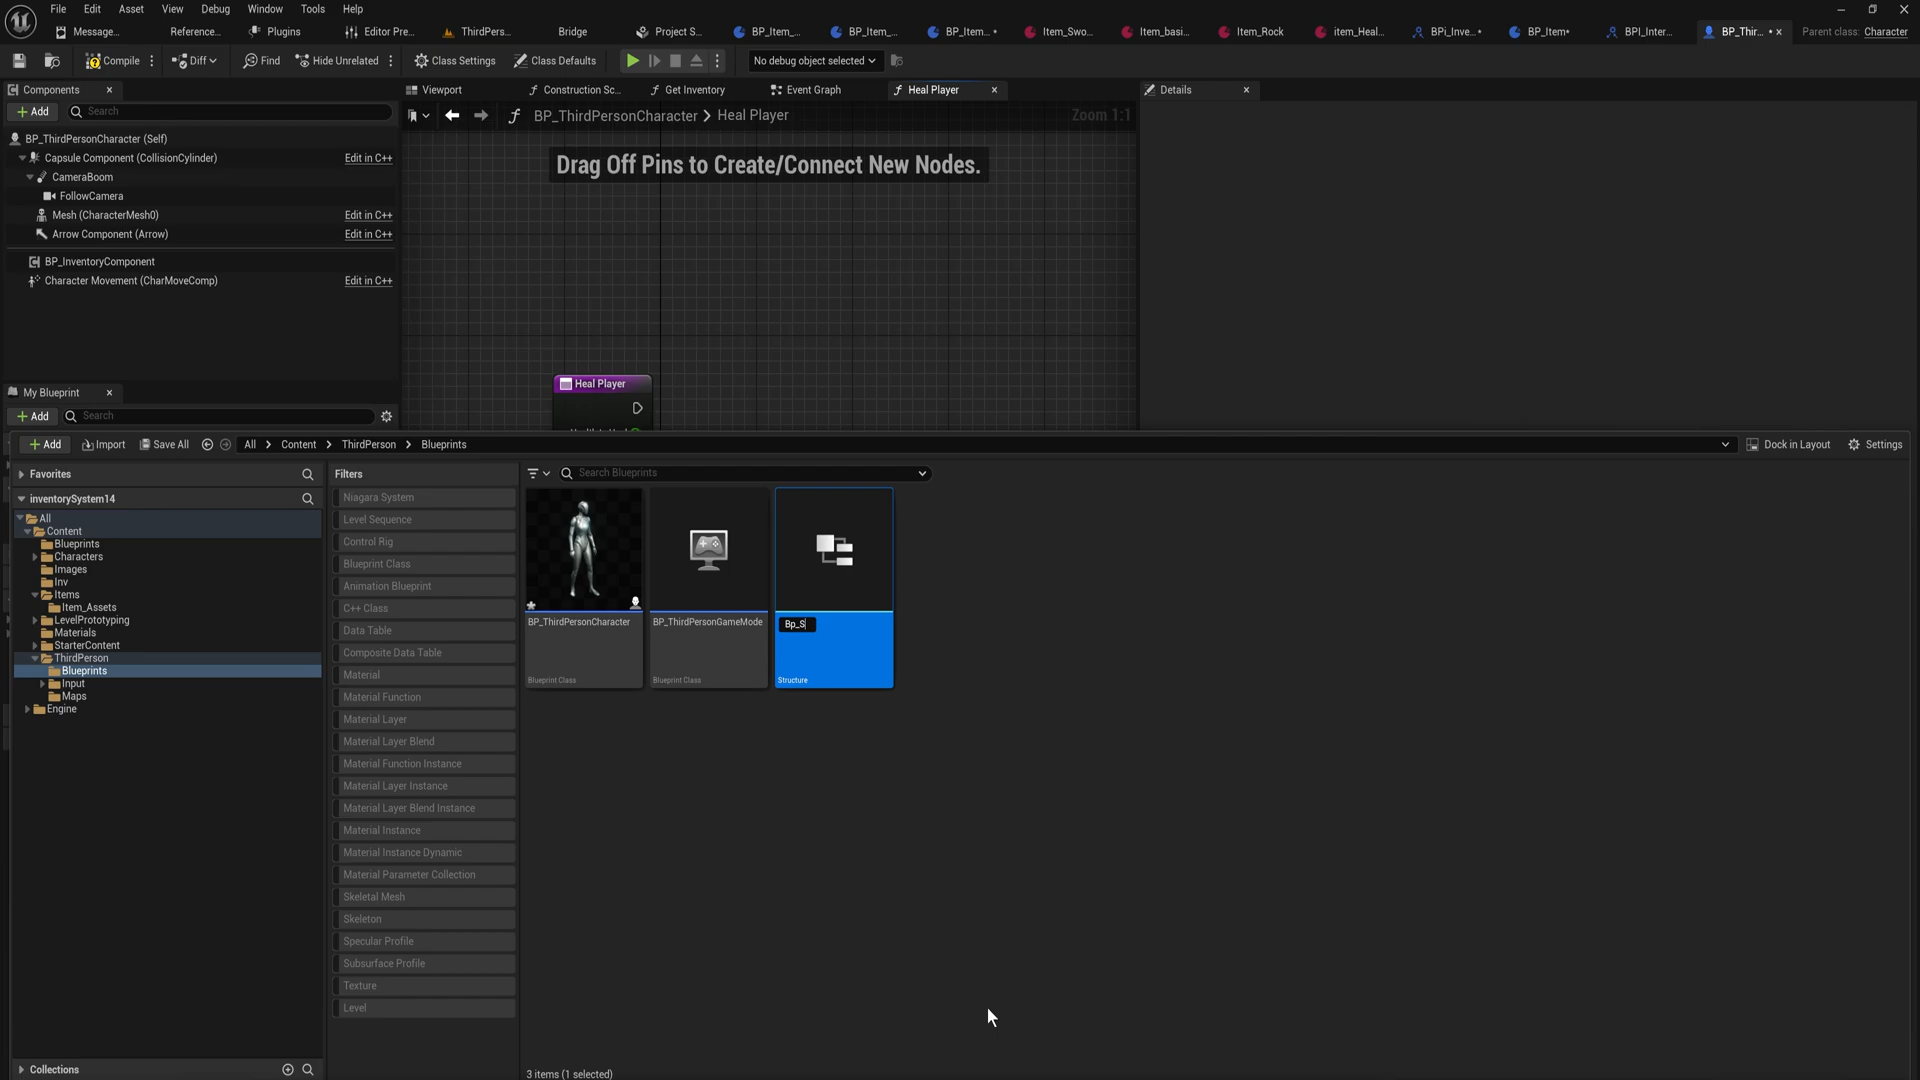 File Edit Asset View Debug Window Tools Help
Message... Reference... Plugins Editor Pre... ThirdPers... Bridge Project S... BP_Item_... BP_Item_... BP_Item...* Item_Swo... Item_basi... Item_Rock item_Heal... BPi_Inve...* BP_Item* BPI_Inter... BP_Thir...* Parent class: Character
Compile Diff Find Hide Unrelated Class Settings Class Defaults No debug object selected
Components Viewport Construction Sc... Get Inventory Event Graph Heal Player Details
Add Search BP_ThirdPersonCharacter > Heal Player Zoom 1:1
BP_ThirdPersonCharacter (Self)
Capsule Component (CollisionCylinder) Edit in C++
CameraBoom
FollowCamera
Mesh (CharacterMesh0) Edit in C++
Arrow Component (Arrow) Edit in C++
BP_InventoryComponent
Character Movement (CharMoveComp) Edit in C++
Drag Off Pins to Create/Connect New Nodes.
Heal Player
My Blueprint
Add Search
Add Import Save All All > Content > ThirdPerson > Blueprints Dock in Layout Settings
Favorites
inventorySystem14
All
Content
Blueprints
Characters
Images
Inv
Items
Item_Assets
LevelPrototyping
Materials
StarterContent
ThirdPerson
Blueprints
Input
Maps
Engine
Collections
Filters
Niagara System
Level Sequence
Control Rig
Blueprint Class
Animation Blueprint
C++ Class
Data Table
Composite Data Table
Material
Material Function
Material Layer
Material Layer Blend
Material Function Instance
Material Layer Instance
Material Layer Blend Instance
Material Instance
Material Instance Dynamic
Material Parameter Collection
Skeletal Mesh
Skeleton
Specular Profile
Subsurface Profile
Texture
Level
Search Blueprints
BP_ThirdPersonCharacter BP_ThirdPersonGameMode Bp_S
Blueprint Class Blueprint Class Structure
3 items (1 selected)